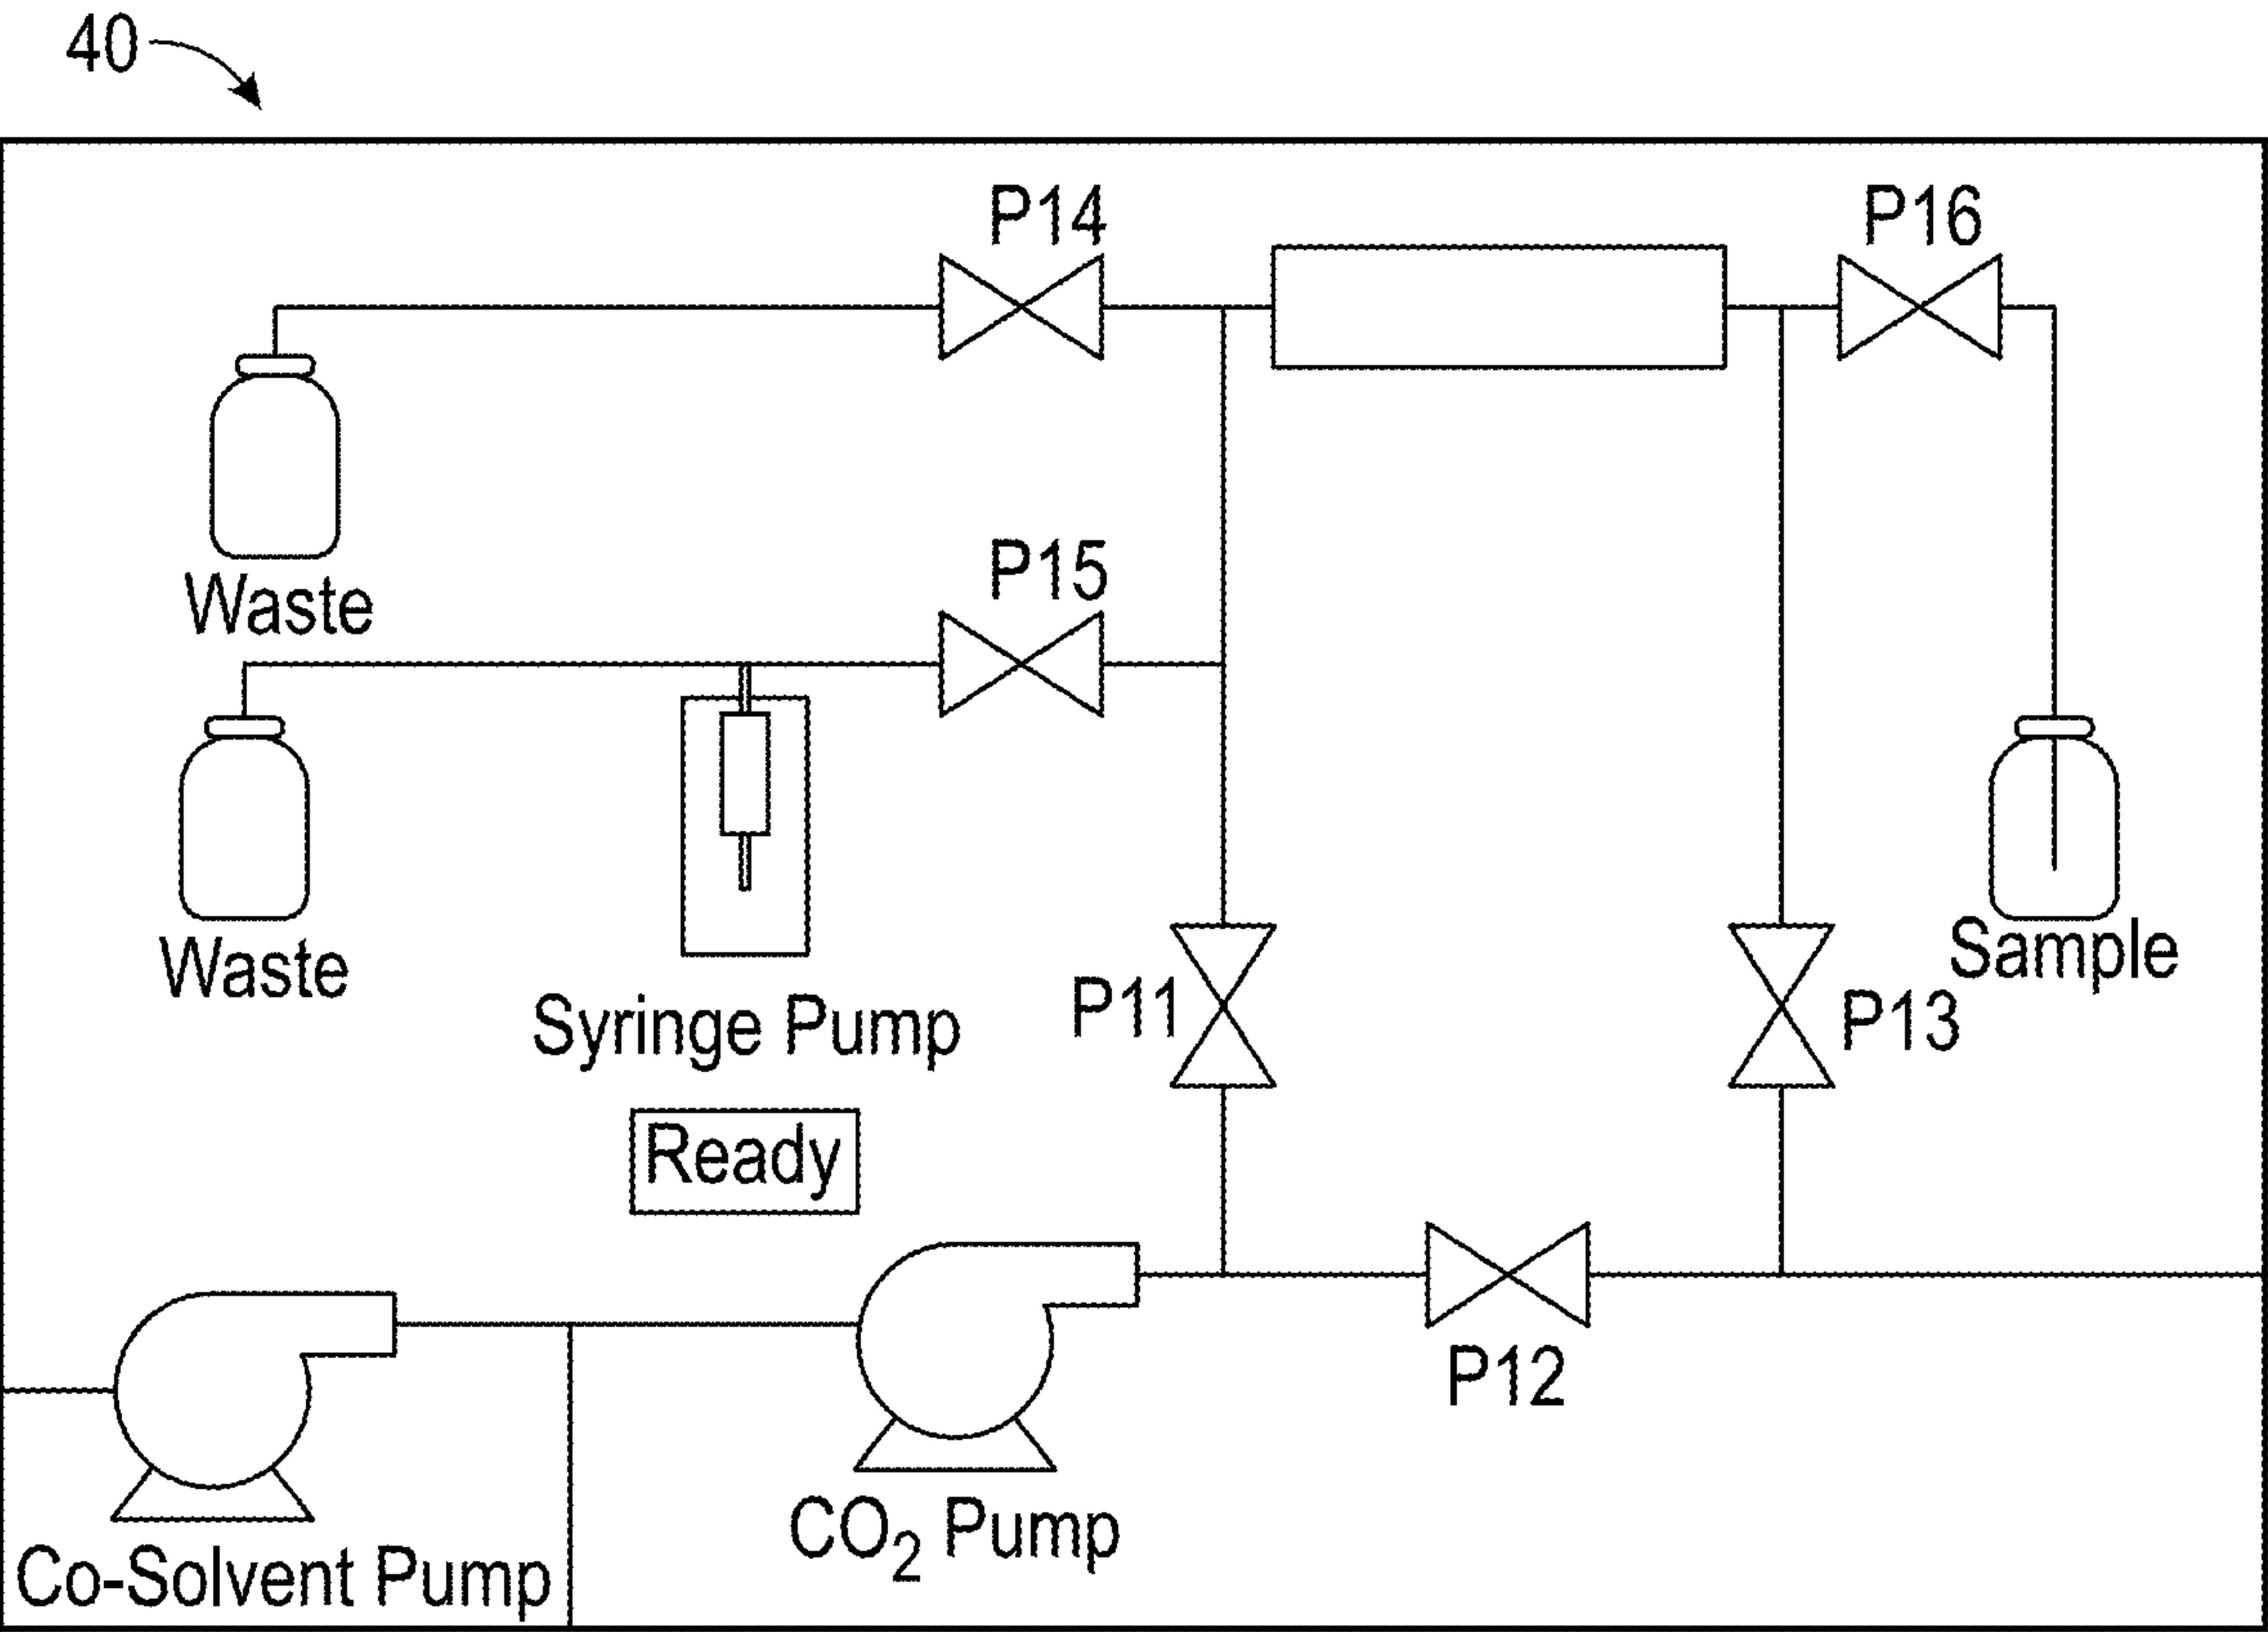 40
P14
P16
Waste
P15
Waste
Sample
Syringe Pump
P11
P13
Ready
P12
CO₂ Pump
Co-Solvent Pump